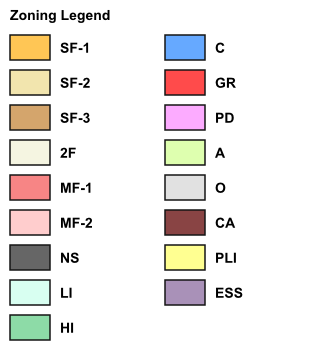 Zoning Legend
SF-1
SF-2
SF-3
2F
MF-1
MF-2
NS
LI
HI
C
GR
PD
A
O
CA
PLI
ESS